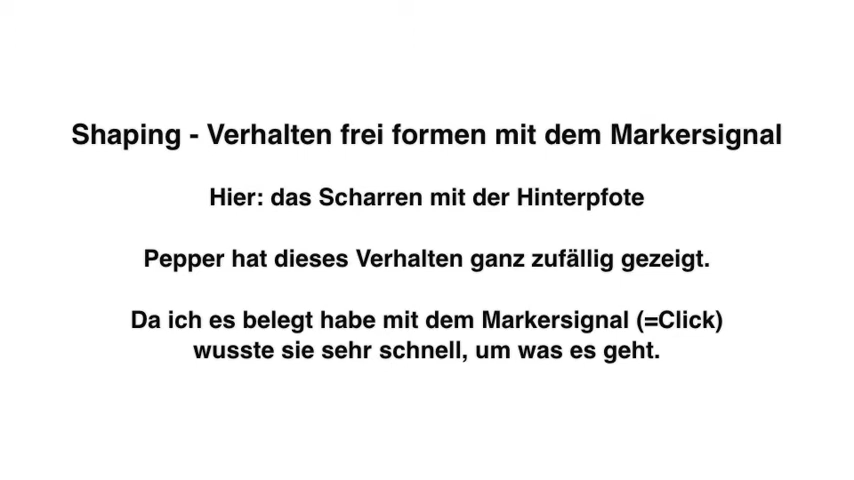 Shaping - Verhalten frei formen mit dem Markersignal
Hier: das Scharren mit der Hinterpfote
Pepper hat dieses Verhalten ganz zufällig gezeigt.
Da ich es belegt habe mit dem Markersignal (=Click)
wusste sie sehr schnell, um was es geht.